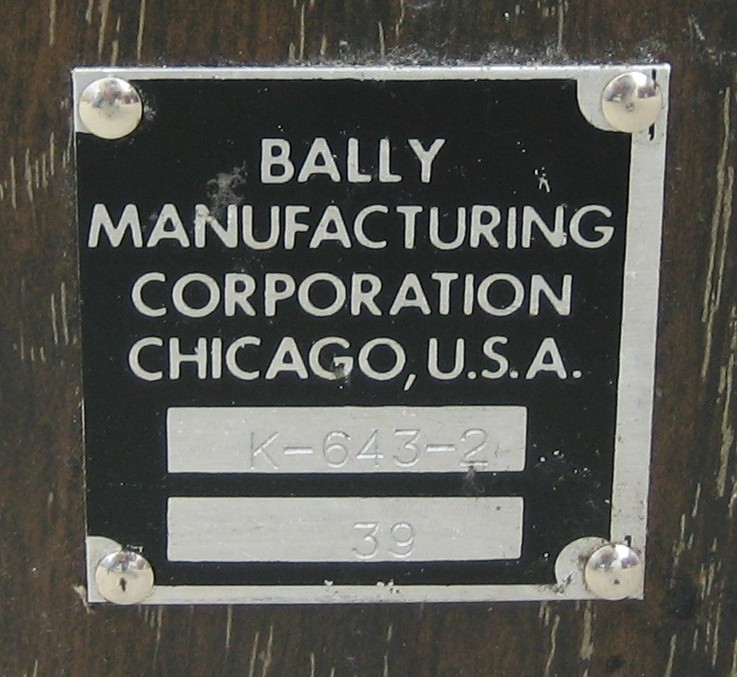 BALLY
MANUFACTURING
CORPORATION
CHICAGO, U.S.A.
K-643-2
39